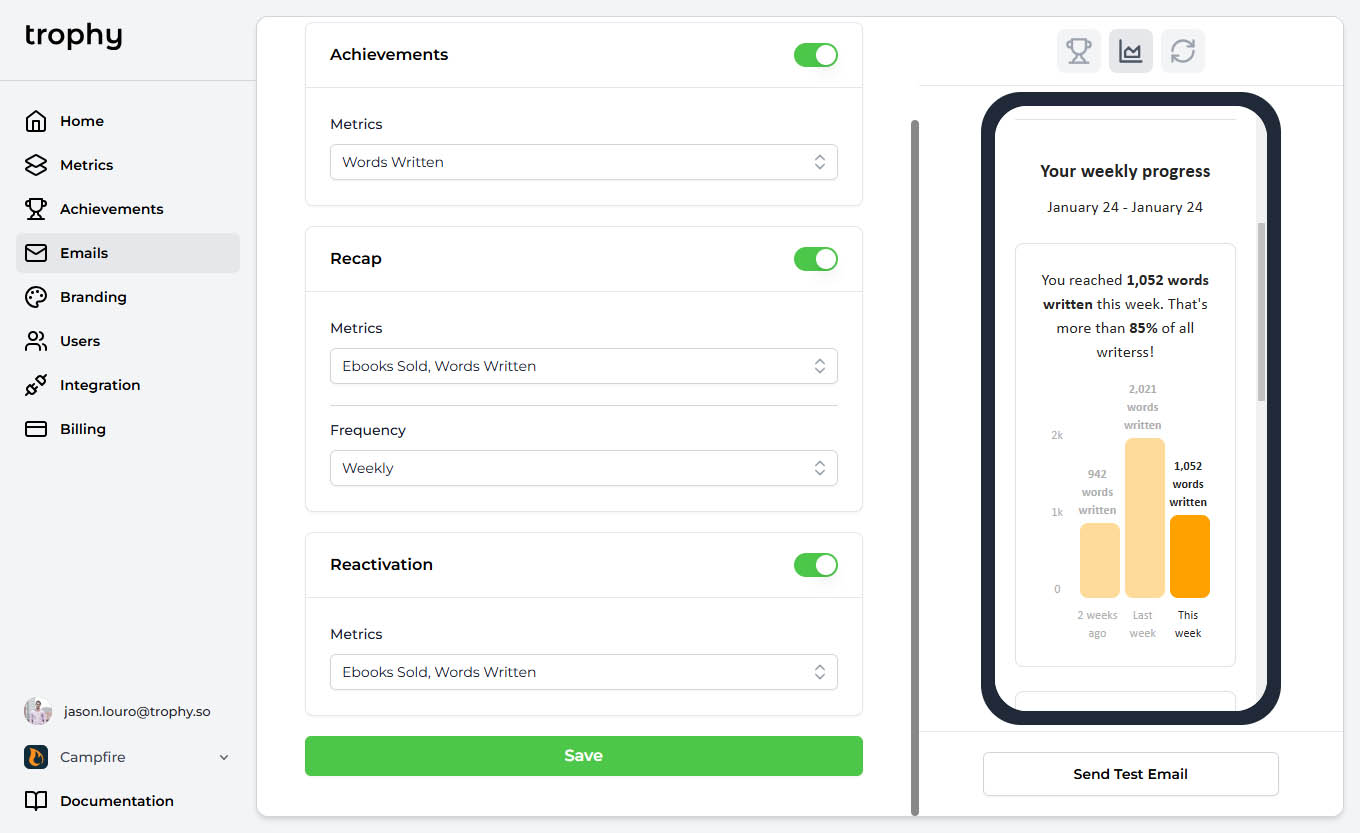 trophy
Home
Metrics
Achievements
Emails
Branding
Users
Integration
Billing
jason.louro@trophy.so
Campfire
Documentation
Achievements
Metrics
Words Written
Recap
Metrics
Ebooks Sold, Words Written
Frequency
Weekly
Reactivation
Metrics
Ebooks Sold, Words Written
Save
Your weekly progress
January 24 - January 24
You reached 1,052 words
written this week. That's
more than 85% of all
writerss!
2,021
words
written
2k
942
words
written
1,052
words
written
1k
0
2 weeks
ago
Last
week
This
week
Send Test Email